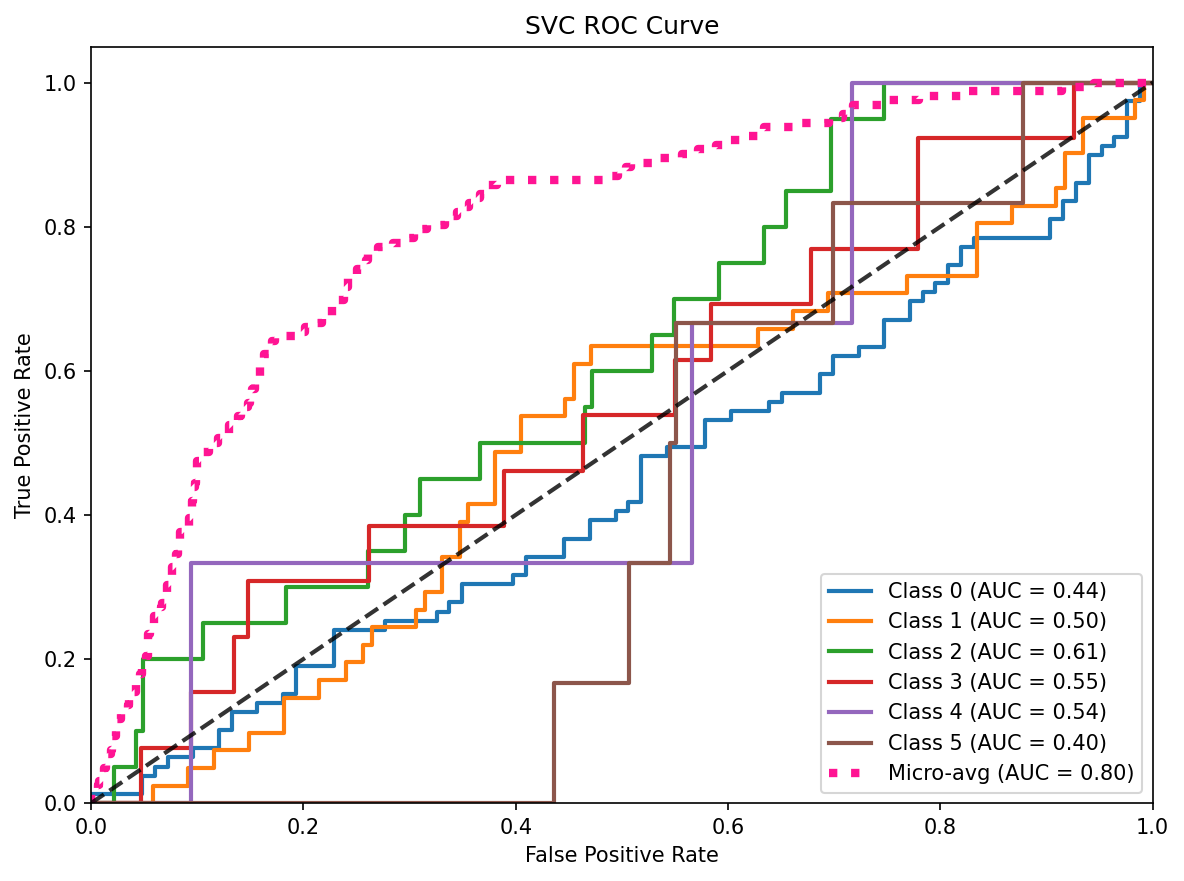 SVC ROC Curve
True Positive Rate
1.0
0.8
0.6
0.4
0.2
0.0
0.0 0.2 0.4 0.6 0.8 1.0
False Positive Rate
Class 0 (AUC = 0.44)
Class 1 (AUC = 0.50)
Class 2 (AUC = 0.61)
Class 3 (AUC = 0.55)
Class 4 (AUC = 0.54)
Class 5 (AUC = 0.40)
Micro-avg (AUC = 0.80)